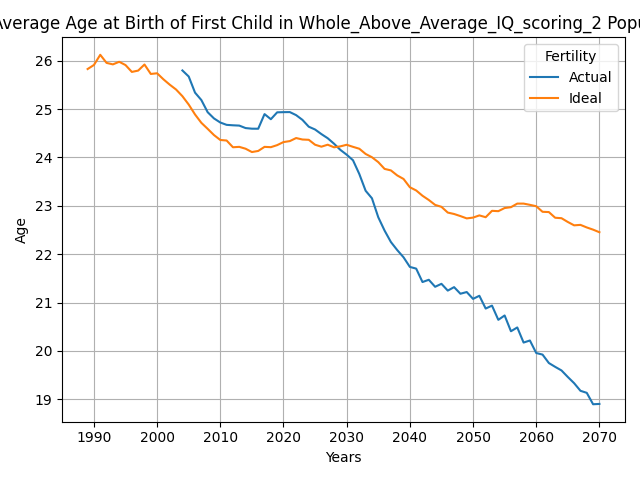 Average Age at Birth of First Child in Whole_Above_Average_IQ_scoring_2
Fertility
Actual
Ideal
26
25
24
23
22
21
20
19
Age
1990 2000 2010 2020 2030 2040 2050 2060 2070
Years